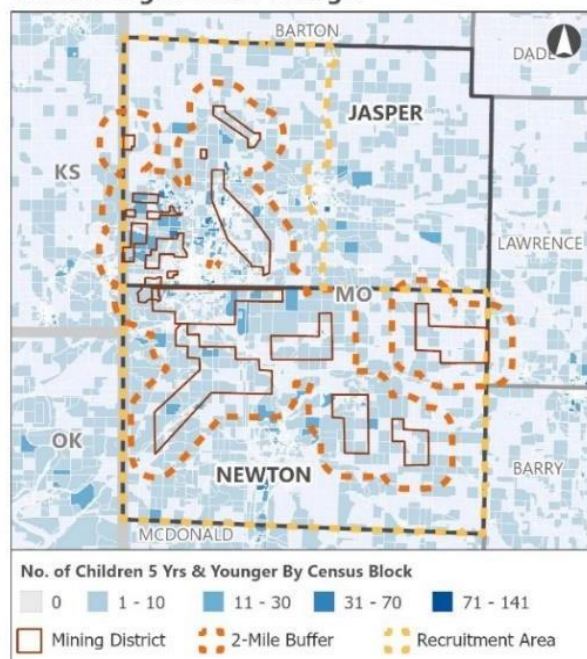 BARTON
DADE
JASPER
KS
LAWRENCE
MO
OK
NEWTON
BARRY
MCDONALD
No. of Children 5 Yrs & Younger By Census Block
0 1 - 10 11 - 30 31 - 70 71 - 141
Mining District 2-Mile Buffer Recruitment Area